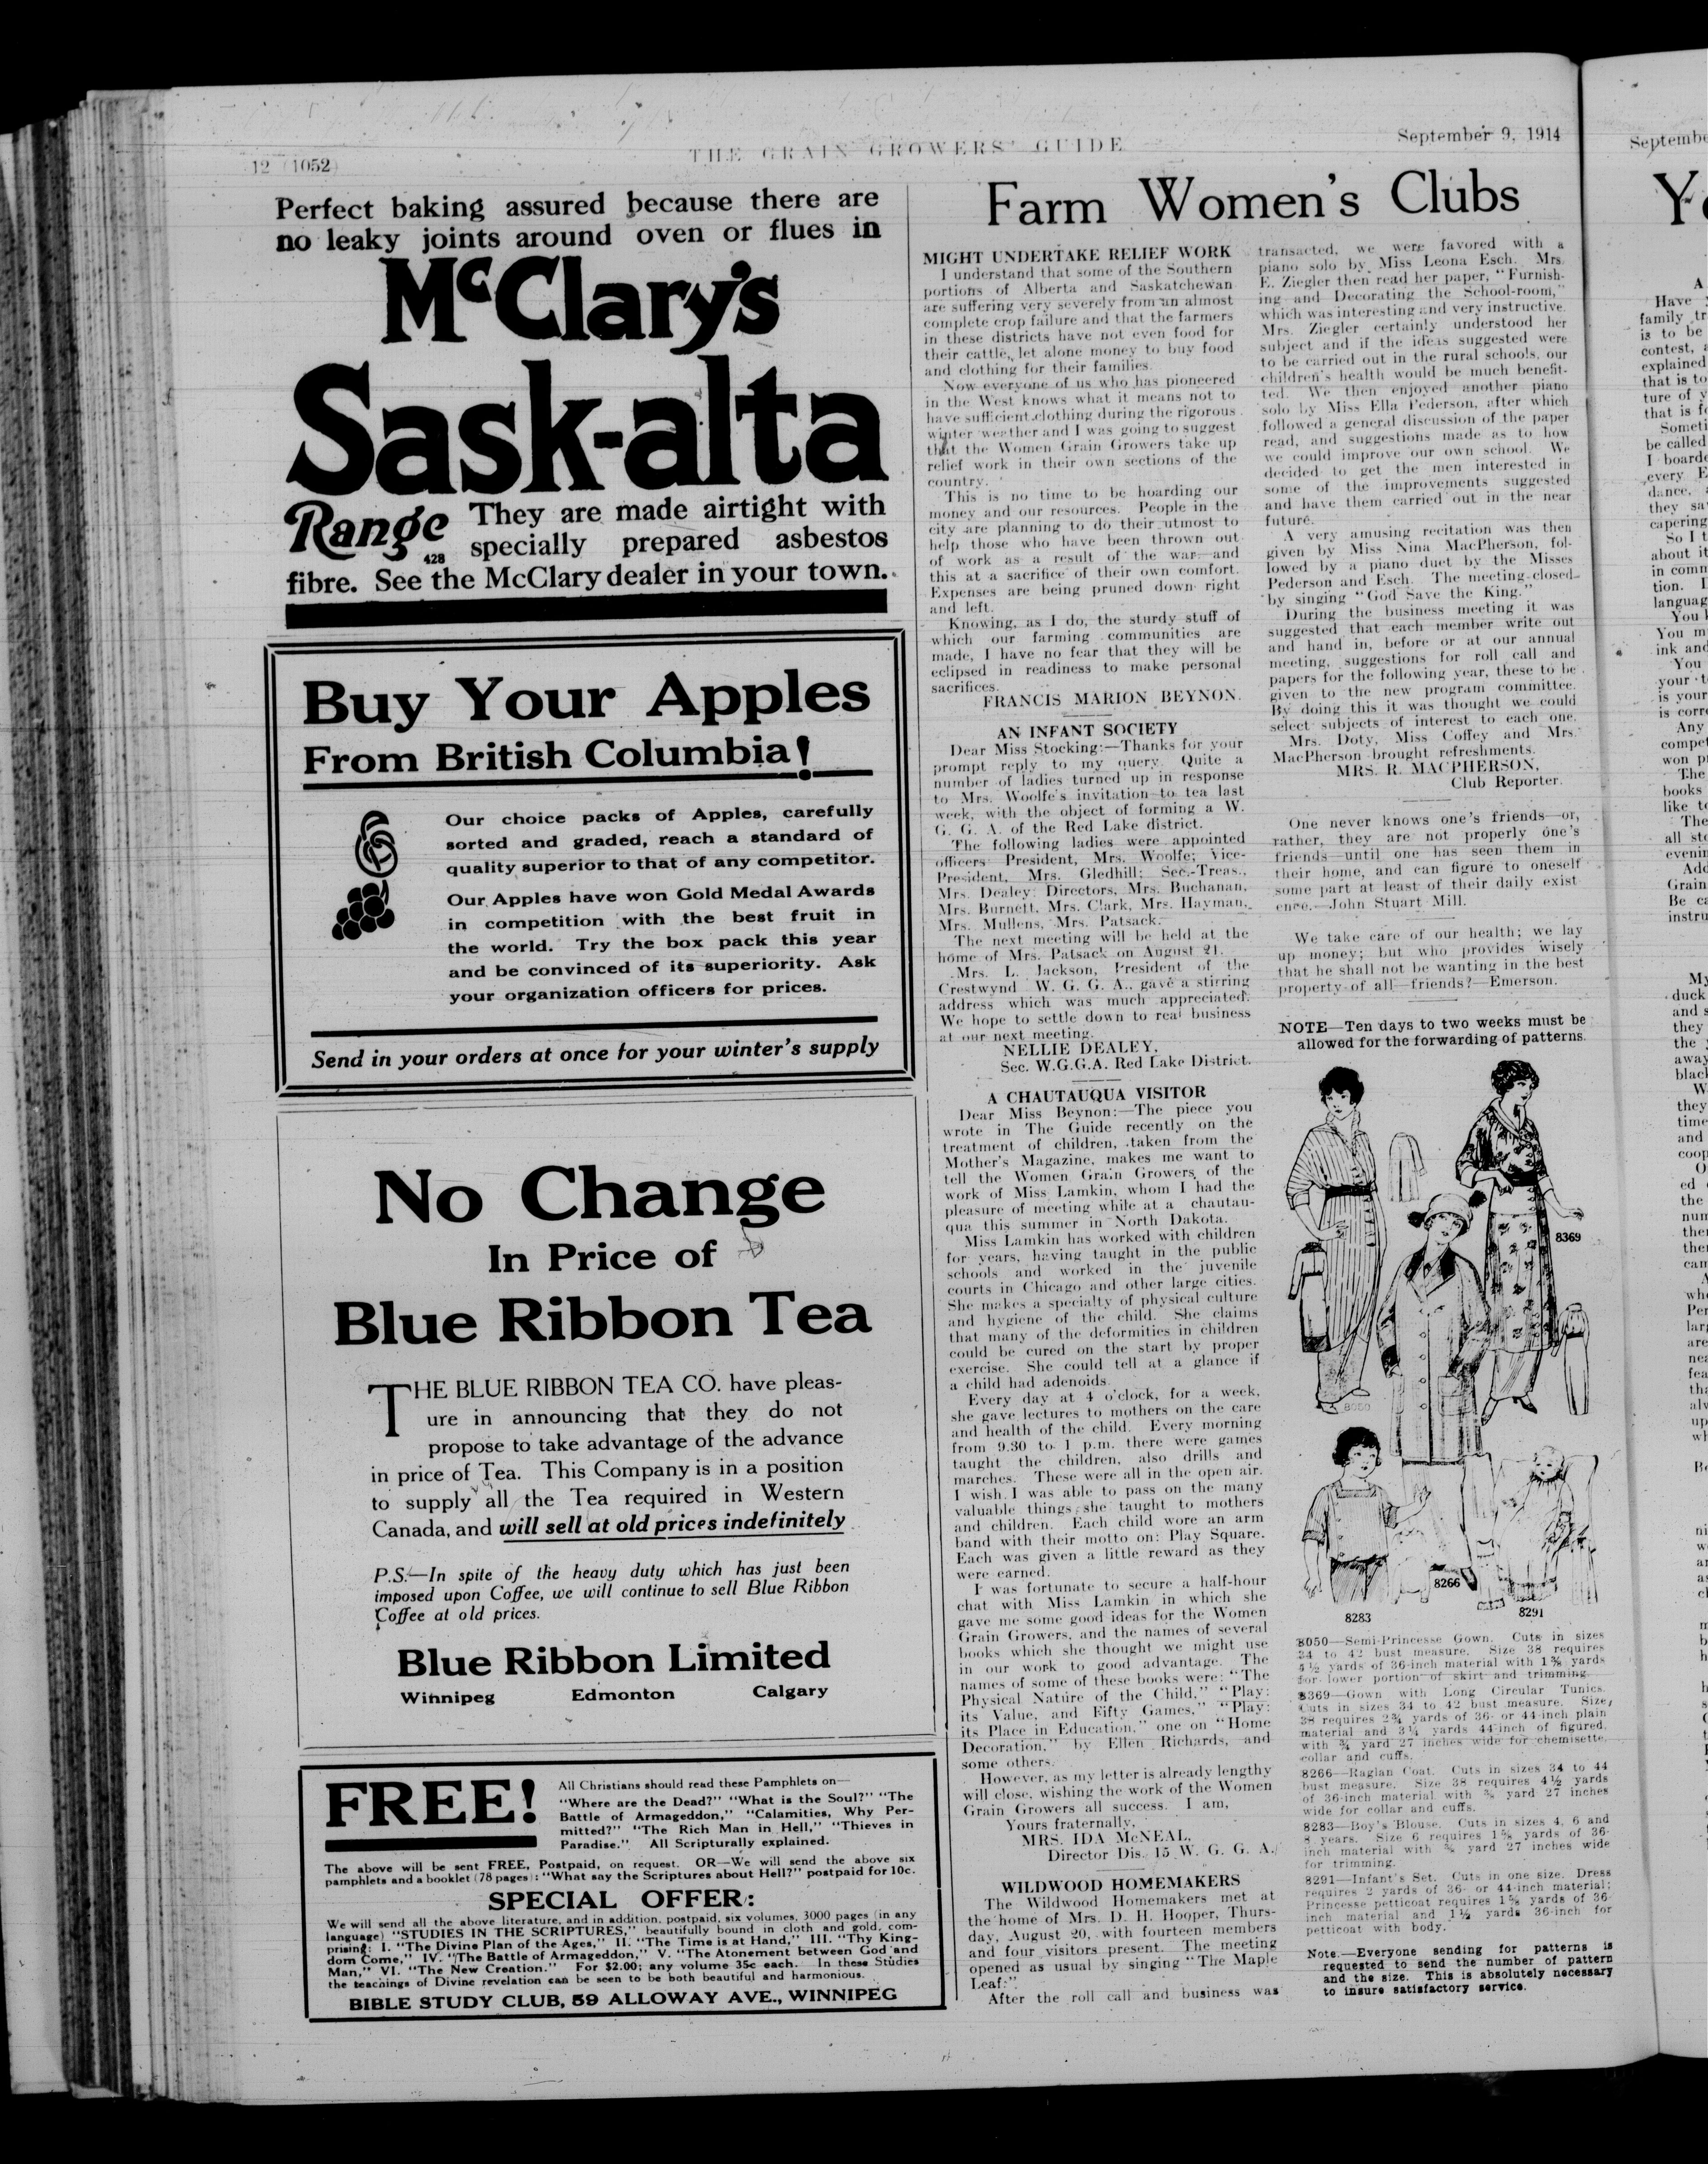 12 (1052)
THE GRAIN GROWERS' GUIDE
September 9, 1914
Perfect baking assured because there are
no leaky joints around oven or flues in
McClary's
Sask-alta
Range
428
They are made airtight with
specially prepared asbestos
fibre. See the McClary dealer in your town.
Buy Your Apples
From British Columbia!
Our choice packs of Apples, carefully
sorted and graded, reach a standard of
quality superior to that of any competitor.
Our Apples have won Gold Medal Awards
in competition with the best fruit in
the world. Try the box pack this year
and be convinced of its superiority. Ask
your organization officers for prices.
Send in your orders at once for your winter's supply
No Change
In Price of
Blue Ribbon Tea
THE BLUE RIBBON TEA CO. have pleas-
ure in announcing that they do not
propose to take advantage of the advance
in price of Tea. This Company is in a position
to supply all the Tea required in Western
Canada, and will sell at old prices indefinitely
P.S.—In spite of the heavy duty which has just been
imposed upon Coffee, we will continue to sell Blue Ribbon
Coffee at old prices.
Blue Ribbon Limited
Winnipeg Edmonton Calgary
FREE!
All Christians should read these Pamphlets on—
"Where are the Dead?" "What is the Soul?" "The
Battle of Armageddon," "Calamities, Why Per-
mitted?" "The Rich Man in Hell," "Thieves in
Paradise." All Scripturally explained.
The above will be sent FREE, Postpaid, on request. OR—We will send the above six
pamphlets and a booklet (78 pages): "What say the Scriptures about Hell?" postpaid for 10c.
SPECIAL OFFER:
We will send all the above literature, and in addition, postpaid, six volumes, 3000 pages (in any
language) "STUDIES IN THE SCRIPTURES," beautifully bound in cloth and gold, com-
prising: I. "The Divine Plan of the Ages," II. "The Time is at Hand," III. "Thy King-
dom Come," IV. "The Battle of Armageddon," V. "The Atonement between God and
Man," VI. "The New Creation." For $2.00; any volume 35c each. In these Studies
the teachings of Divine revelation can be seen to be both beautiful and harmonious.
BIBLE STUDY CLUB, 59 ALLOWAY AVE., WINNIPEG
Farm Women's Clubs
MIGHT UNDERTAKE RELIEF WORK
I understand that some of the Southern
portions of Alberta and Saskatchewan
are suffering very severely from an almost
complete crop failure and that the farmers
in these districts have not even food for
their cattle, let alone money to buy food
and clothing for their families.
Now everyone of us who has pioneered
in the West knows what it means not to
have sufficient clothing during the rigorous
winter weather and I was going to suggest
that the Women Grain Growers take up
relief work in their own sections of the
country.
This is no time to be hoarding our
money and our resources. People in the
city are planning to do their utmost to
help those who have been thrown out
of work as a result of the war—and
this at a sacrifice of their own comfort.
Expenses are being pruned down right
and left.
Knowing, as I do, the sturdy stuff of
which our farming communities are
made, I have no fear that they will be
eclipsed in readiness to make personal
sacrifices.
FRANCIS MARION BEYNON.
AN INFANT SOCIETY
Dear Miss Stocking:—Thanks for your
prompt reply to my query. Quite a
number of ladies turned up in response
to Mrs. Woolfe's invitation to tea last
week, with the object of forming a W.
G. G. A. of the Red Lake district.
The following ladies were appointed
officers: President, Mrs. Woolfe; Vice-
President, Mrs. Gledhill; Sec.-Treas.,
Mrs. Dealey; Directors, Mrs. Buchanan,
Mrs. Burnett, Mrs. Clark, Mrs. Hayman,
Mrs. Mullens, Mrs. Patsack.
The next meeting will be held at the
home of Mrs. Patsack on August 21.
Mrs. L. Jackson, President of the
Crestwynd W. G. G. A., gave a stirring
address which was much appreciated.
We hope to settle down to real business
at our next meeting.
NELLIE DEALEY,
Sec. W.G.G.A. Red Lake District.
A CHAUTAUQUA VISITOR
Dear Miss Beynon:—The piece you
wrote in The Guide recently on the
treatment of children, taken from the
Mother's Magazine, makes me want to
tell the Women Grain Growers of the
work of Miss Lamkin, whom I had the
pleasure of meeting while at a chautau-
qua this summer in North Dakota.
Miss Lamkin has worked with children
for years, having taught in the public
schools and worked in the juvenile
courts in Chicago and other large cities.
She makes a specialty of physical culture
and hygiene of the child. She claims
that many of the deformities in children
could be cured on the start by proper
exercise. She could tell at a glance if
a child had adenoids.
Every day at 4 o'clock, for a week,
she gave lectures to mothers on the care
and health of the child. Every morning
from 9.30 to 1 p.m. there were games
taught the children, also drills and
marches. These were all in the open air.
I wish I was able to pass on the many
valuable things she taught to mothers
and children. Each child wore an arm
band with their motto on: Play Square.
Each was given a little reward as they
were earned.
I was fortunate to secure a half-hour
chat with Miss Lamkin in which she
gave me some good ideas for the Women
Grain Growers, and the names of several
books which she thought we might use
in our work to good advantage. The
names of some of these books were: "The
Physical Nature of the Child," "Play:
its Value, and Fifty Games," "Play:
its Place in Education," one on "Home
Decoration," by Ellen Richards, and
some others.
However, as my letter is already lengthy
will close, wishing the work of the Women
Grain Growers all success. I am,
Yours fraternally,
MRS. IDA McNEAL,
Director Dis. 15 W. G. G. A.
WILDWOOD HOMEMAKERS
The Wildwood Homemakers met at
the home of Mrs. D. H. Hooper, Thurs-
day, August 20, with fourteen members
and four visitors present. The meeting
opened as usual by singing "The Maple
Leaf."
After the roll call and business was
transacted, we were favored with a
piano solo by Miss Leona Esch. Mrs.
E. Ziegler then read her paper, "Furnish-
ing and Decorating the School-room,"
which was interesting and very instructive.
Mrs. Ziegler certainly understood her
subject and if the ideas suggested were
to be carried out in the rural schools, our
children's health would be much benefit-
ted. We then enjoyed another piano
solo by Miss Ella Pederson, after which
followed a general discussion of the paper
read, and suggestions made as to how
we could improve our own school. We
decided to get the men interested in
some of the improvements suggested
and have them carried out in the near
future.
A very amusing recitation was then
given by Miss Nina MacPherson, fol-
lowed by a piano duet by the Misses
Pederson and Esch. The meeting closed
by singing "God Save the King."
During the business meeting it was
suggested that each member write out
and hand in, before or at our annual
meeting, suggestions for roll call and
papers for the following year, these to be
given to the new program committee.
By doing this it was thought we could
select subjects of interest to each one.
Mrs. Doty, Miss Coffey and Mrs.
MacPherson brought refreshments.
MRS. R. MACPHERSON,
Club Reporter.
One never knows one's friends—or,
rather, they are not properly one's
friends—until one has seen them in
their home, and can figure to oneself
some part at least of their daily exist
ence.—John Stuart Mill.
We take care of our health; we lay
up money; but who provides wisely
that he shall not be wanting in the best
property of all—friends?—Emerson.
NOTE—Ten days to two weeks must be
allowed for the forwarding of patterns.
8369
8050
8266
8283
8291
8050—Semi-Princesse Gown. Cuts in sizes
34 to 42 bust measure. Size 38 requires
4½ yards of 36-inch material with 1⅝ yards
for lower portion of skirt and trimming.
8369—Gown with Long Circular Tunics.
Cuts in sizes 34 to 42 bust measure. Size
38 requires 2¾ yards of 36- or 44-inch plain
material and 3¼ yards 44-inch of figured,
with ¾ yard 27 inches wide for chemisette,
collar and cuffs.
8266—Raglan Coat. Cuts in sizes 34 to 44
bust measure. Size 38 requires 4½ yards
of 36-inch material with yard 27 inches
wide for collar and cuffs.
8283—Boy's Blouse. Cuts in sizes 4, 6 and
8 years. Size 6 requires 1⅝ yards of 36-
inch material with yard 27 inches wide
for trimming.
8291—Infant's Set. Cuts in one size. Dress
requires 2 yards of 36- or 44-inch material;
Princesse petticoat requires 1⅝ yards of 36-
inch material and 1½ yards 36-inch for
petticoat with body.
Note.—Everyone sending for patterns is
requested to send the number of pattern
and the size. This is absolutely necessary
to insure satisfactory service.